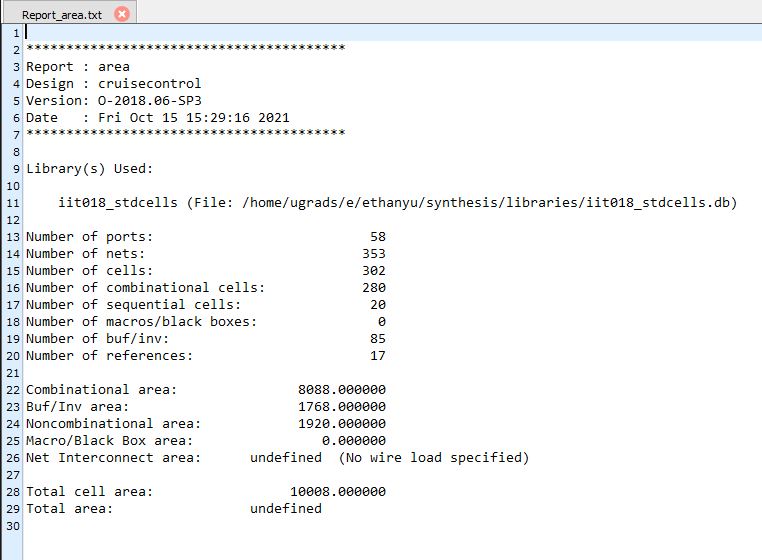 Report_area.txt
1
2 ****************************************
3 Report : area
4 Design : cruisecontrol
5 Version: O-2018.06-SP3
6 Date   : Fri Oct 15 15:29:16 2021
7 ****************************************
8
9 Library(s) Used:
10
11     iit018_stdcells (File: /home/ugrads/e/ethanyu/synthesis/libraries/iit018_stdcells.db)
12
13 Number of ports:                           58
14 Number of nets:                           353
15 Number of cells:                          302
16 Number of combinational cells:            280
17 Number of sequential cells:                20
18 Number of macros/black boxes:               0
19 Number of buf/inv:                         85
20 Number of references:                      17
21
22 Combinational area:               8088.000000
23 Buf/Inv area:                     1768.000000
24 Noncombinational area:            1920.000000
25 Macro/Black Box area:                0.000000
26 Net Interconnect area:      undefined  (No wire load specified)
27
28 Total cell area:                 10008.000000
29 Total area:                 undefined
30